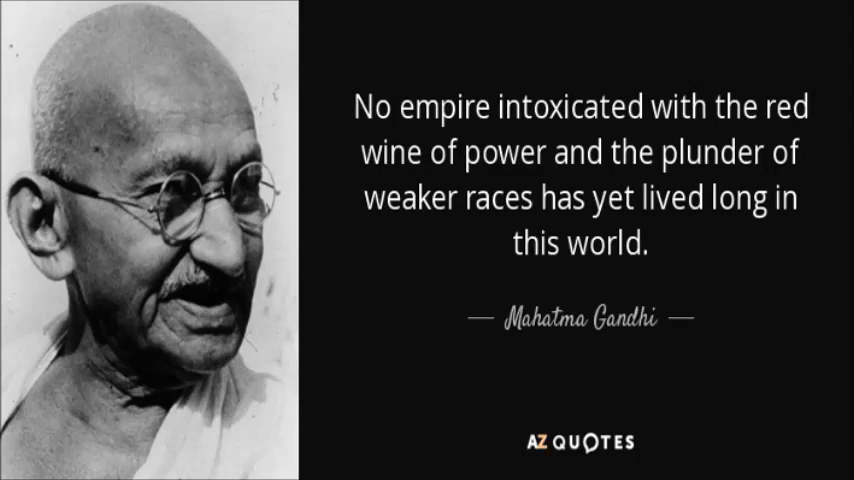 No empire intoxicated with the red
wine of power and the plunder of
weaker races has yet lived long in
this world.
Mahatma Gandhi
AZ QUOTES